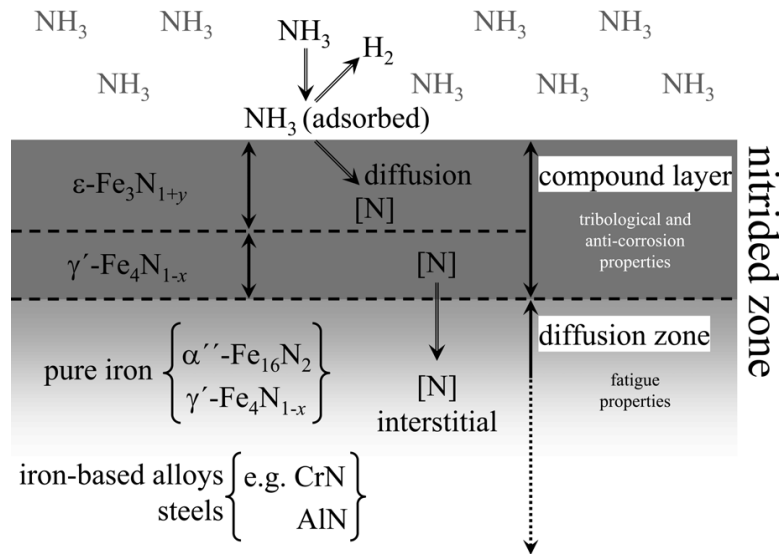 NH₃ NH₃ NH₃ NH₃ NH₃
H₂
NH₃ NH₃ NH₃ NH₃
NH₃ (adsorbed)
ε-Fe₃N₁₊y
diffusion
[N]
compound layer
tribological and
anti-corrosion
properties
γ´-Fe₄N₁₋ₓ
[N]
nitrided zone
pure iron
α´´-Fe₁₆N₂
γ´-Fe₄N₁₋ₓ
[N]
interstitial
diffusion zone
fatigue
properties
iron-based alloys
steels
e.g. CrN
AlN